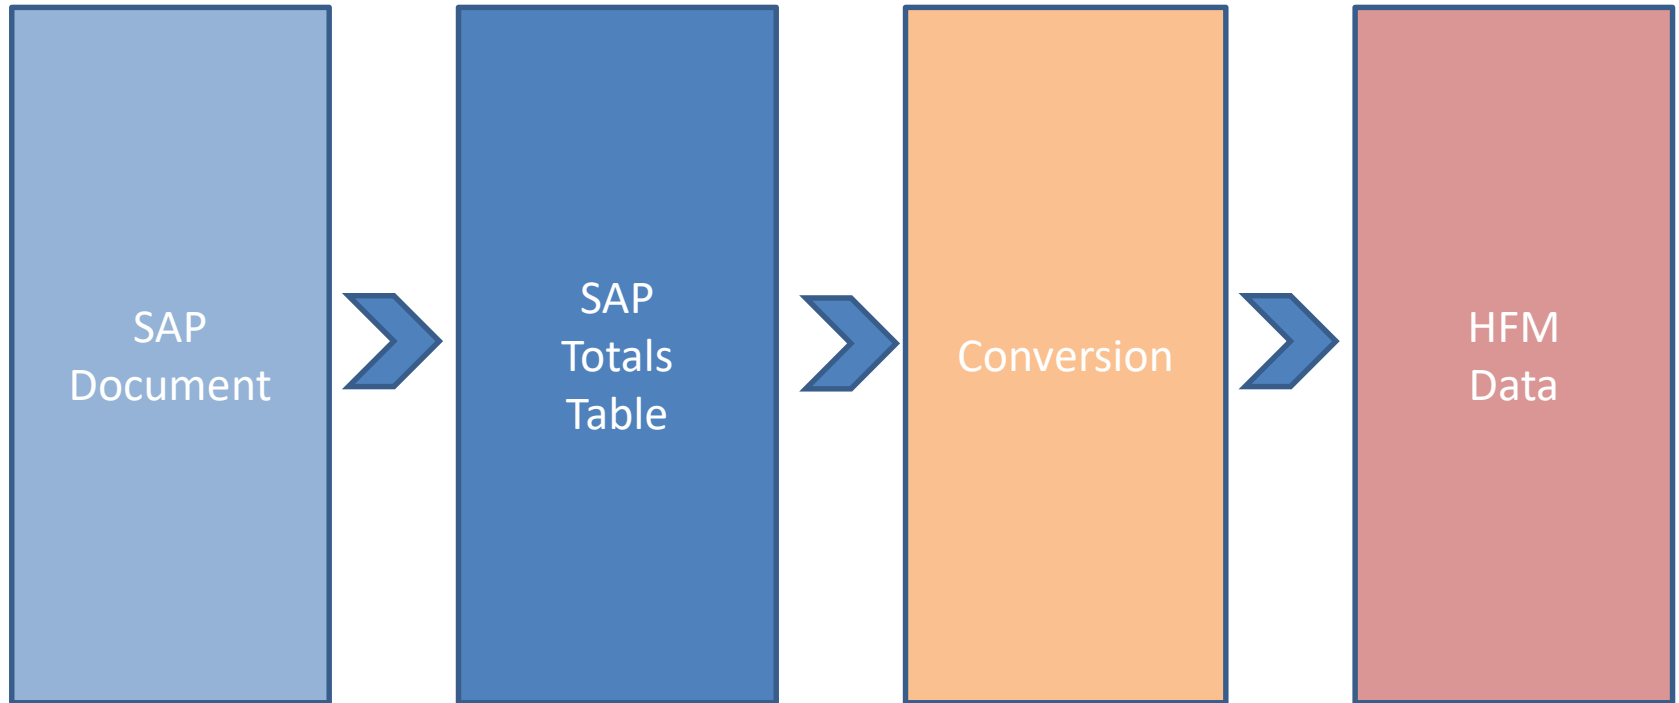 SAP
Document
SAP
Totals
Table
Conversion
HFM
Data